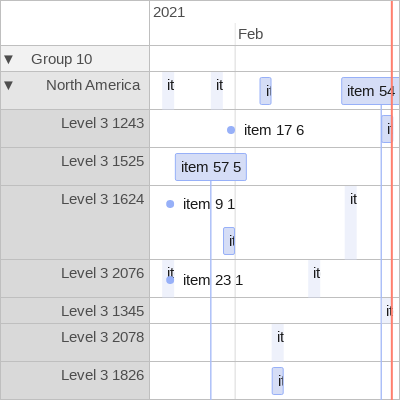 2021
Feb
▼ Group 10
▼ North America it it it item 54
Level 3 1243 item 17 6 it
Level 3 1525 item 57 5
Level 3 1624 item 9 1 it
it
Level 3 2076 it item 23 1 it
Level 3 1345 it
Level 3 2078 it
Level 3 1826 it